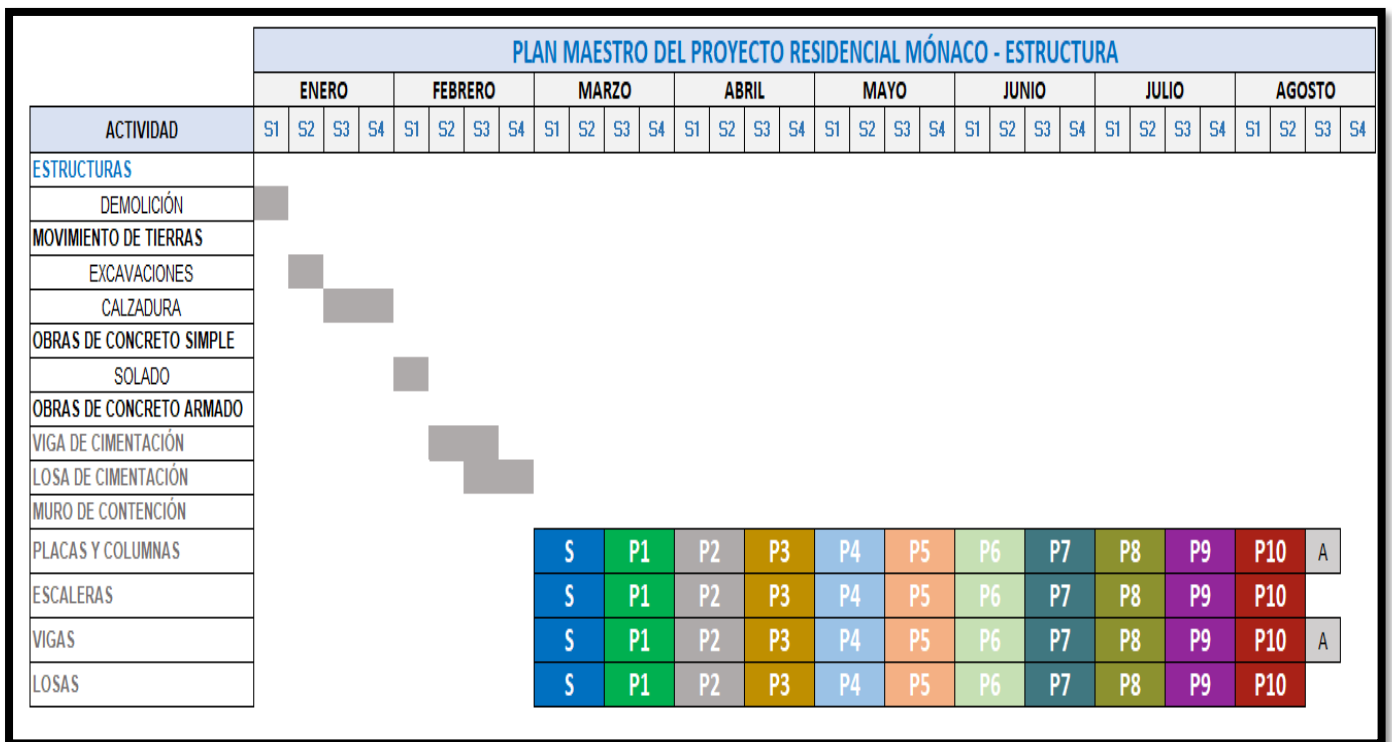 PLAN MAESTRO DEL PROYECTO RESIDENCIAL MÓNACO - ESTRUCTURA
ENERO FEBRERO MARZO ABRIL MAYO JUNIO JULIO AGOSTO
ACTIVIDAD S1 S2 S3 S4 S1 S2 S3 S4 S1 S2 S3 S4 S1 S2 S3 S4 S1 S2 S3 S4 S1 S2 S3 S4 S1 S2 S3 S4 S1 S2 S3 S4
ESTRUCTURAS
DEMOLICIÓN
MOVIMIENTO DE TIERRAS
EXCAVACIONES
CALZADURA
OBRAS DE CONCRETO SIMPLE
SOLADO
OBRAS DE CONCRETO ARMADO
VIGA DE CIMENTACIÓN
LOSA DE CIMENTACIÓN
MURO DE CONTENCIÓN
PLACAS Y COLUMNAS S P1 P2 P3 P4 P5 P6 P7 P8 P9 P10 A
ESCALERAS S P1 P2 P3 P4 P5 P6 P7 P8 P9 P10
VIGAS S P1 P2 P3 P4 P5 P6 P7 P8 P9 P10 A
LOSAS S P1 P2 P3 P4 P5 P6 P7 P8 P9 P10